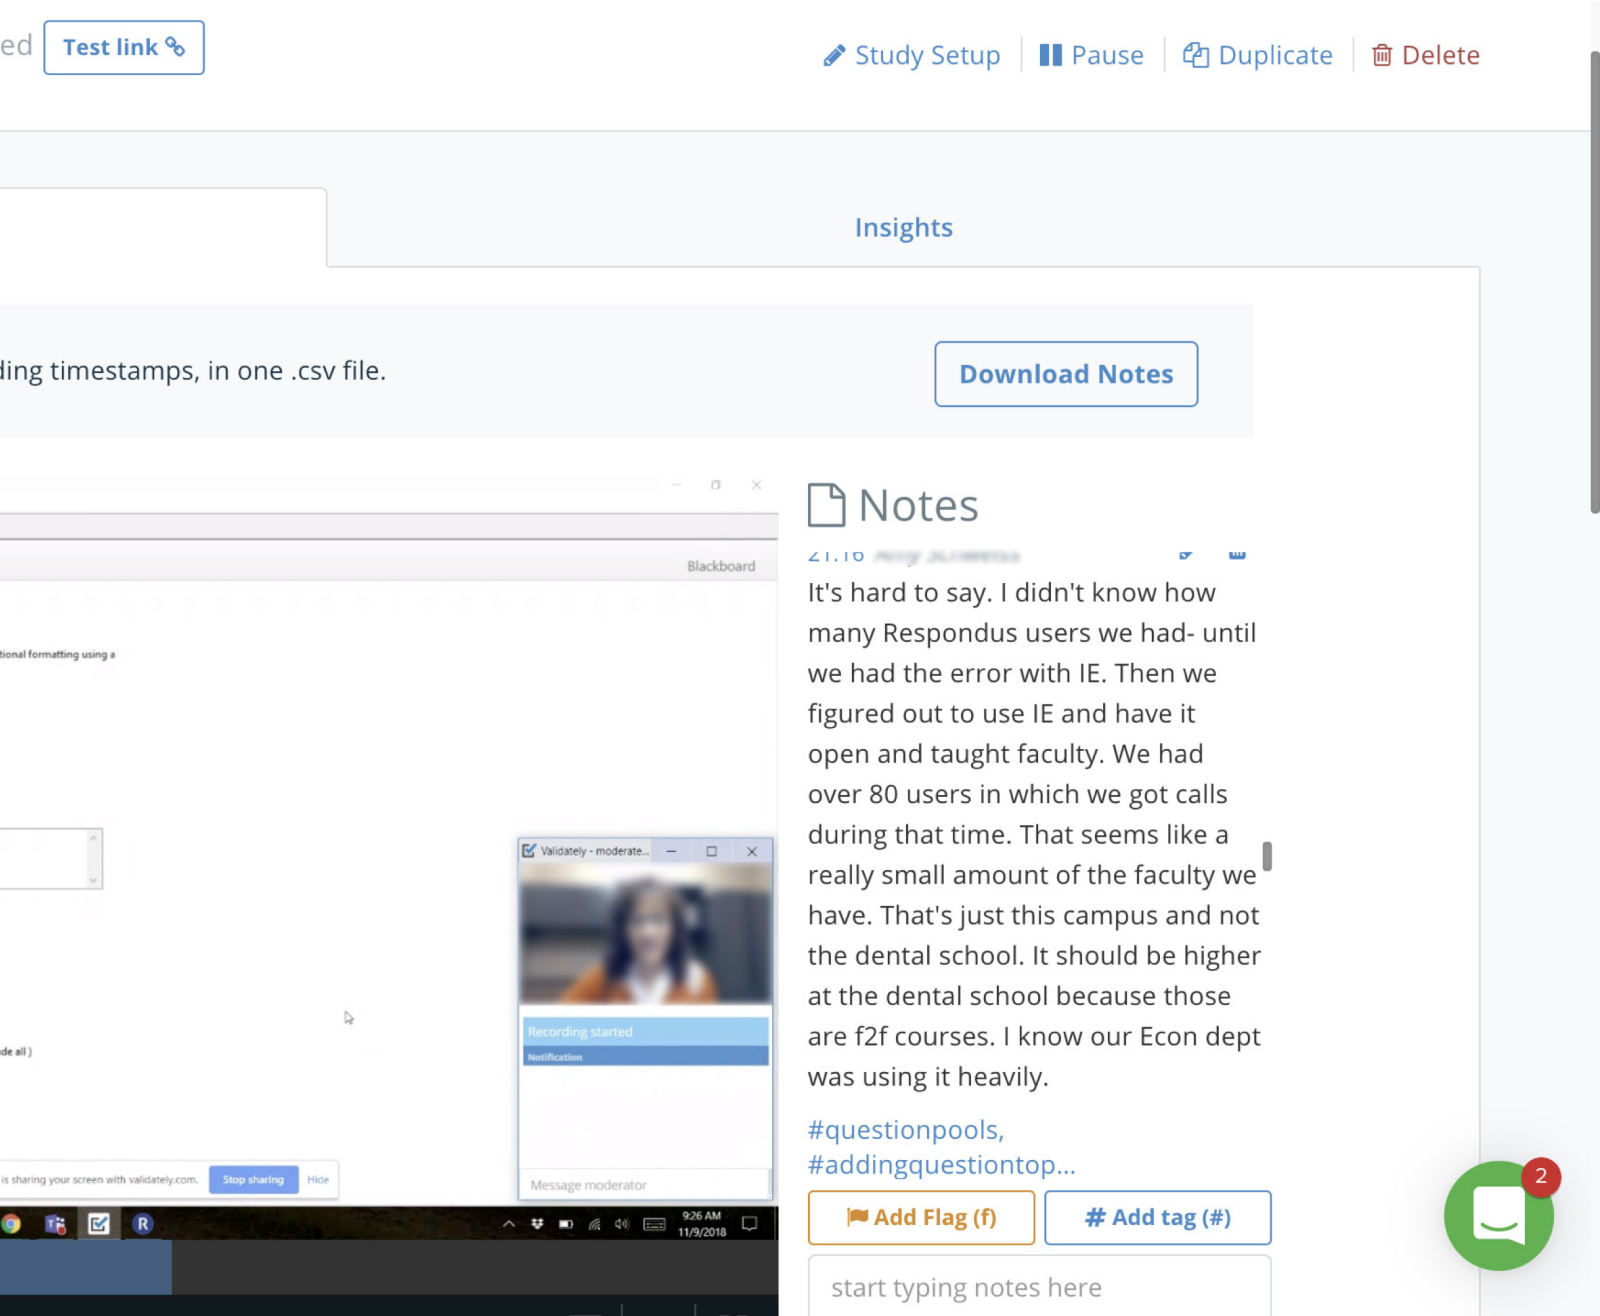 ed Test link Study Setup Pause Duplicate Delete
Insights
ding timestamps, in one .csv file. Download Notes
Notes
21:16
Blackboard
tional formatting using a
de all )
Validately - moderate...
Recording started
Notification
Message moderator
is sharing your screen with validately.com. Stop sharing Hide
R
9:26 AM
11/9/2018
It's hard to say. I didn't know how
many Respondus users we had- until
we had the error with IE. Then we
figured out to use IE and have it
open and taught faculty. We had
over 80 users in which we got calls
during that time. That seems like a
really small amount of the faculty we
have. That's just this campus and not
the dental school. It should be higher
at the dental school because those
are f2f courses. I know our Econ dept
was using it heavily.
#questionpools,
#addingquestiontop...
Add Flag (f) # Add tag (#)
start typing notes here
2